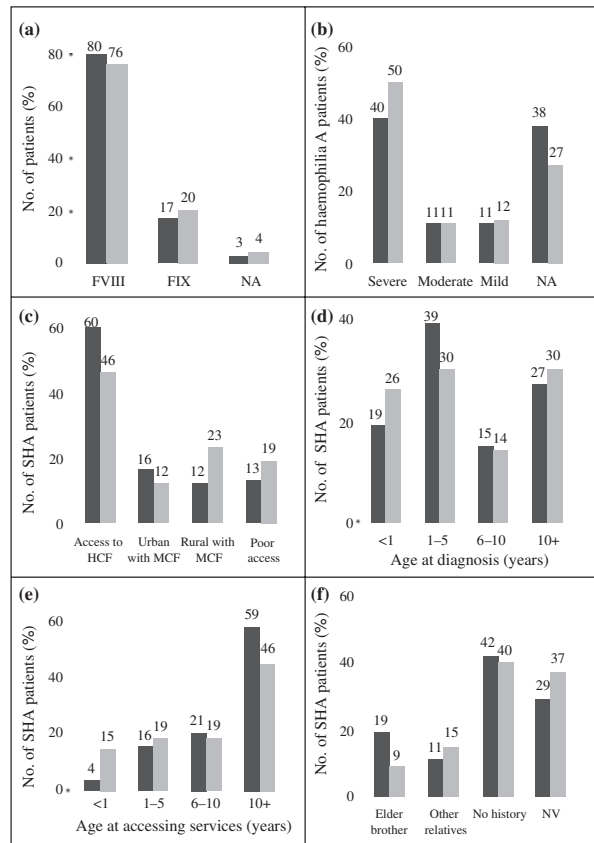 (a)
No. of patients (%)
80 *
60
40 *
20 *
0
80 76
17 20
3 4
FVIII FIX NA
(b)
No. of haemophilia A patients (%)
60
40
20
0
40 50
11 11
11 12
38 27
Severe Moderate Mild NA
(c)
No. of SHA patients (%)
60
40
20
0
60 46
16 12
12 23
13 19
Access to Urban Rural with Poor
HCF with MCF MCF access
(d)
No. of SHA patients (%)
40
20
0*
19 26
39 30
15 14
27 30
<1 1–5 6–10 10+
Age at diagnosis (years)
(e)
No. of SHA patients (%)
60
40
20
0*
4 15
16 19
21 19
59 46
<1 1–5 6–10 10+
Age at accessing services (years)
(f)
No. of SHA patients (%)
60
40
20
0
19 9
11 15
42 40
29 37
Elder Other No history NV
brother relatives